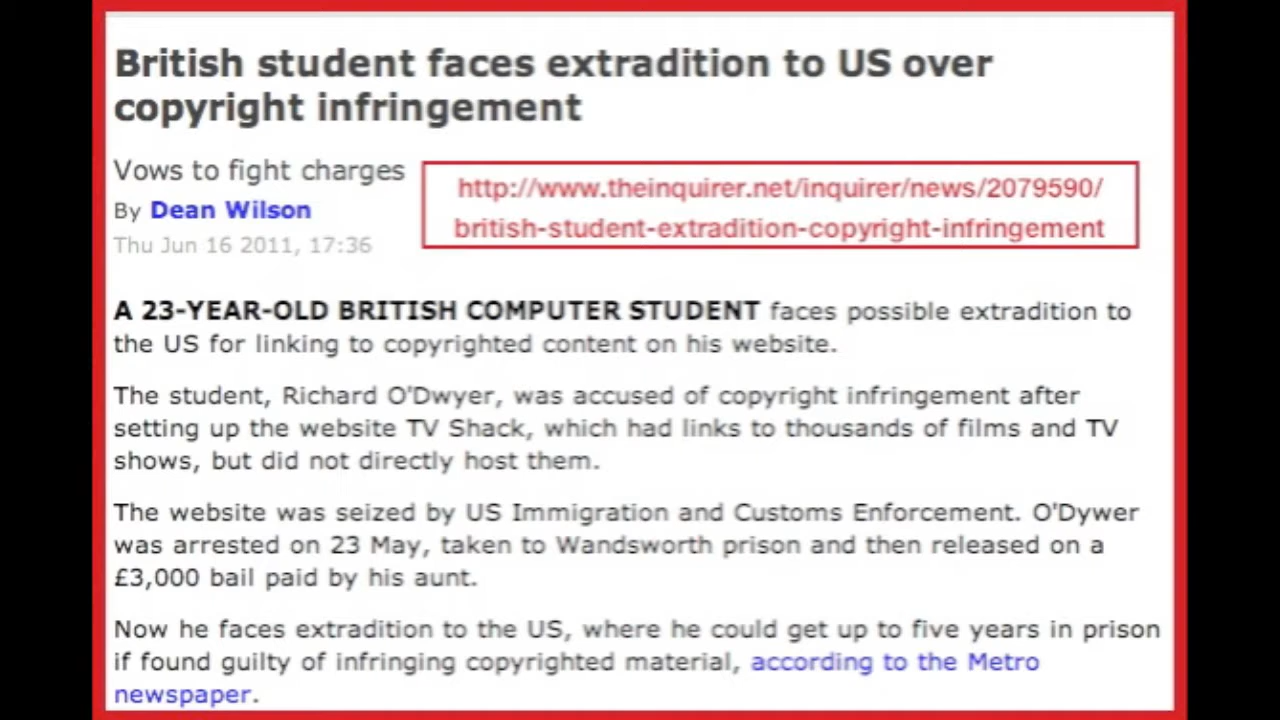 British student faces extradition to US over
copyright infringement
Vows to fight charges
By Dean Wilson
Thu Jun 16 2011, 17:36
http://www.theinquirer.net/inquirer/news/2079590/
british-student-extradition-copyright-infringement
A 23-YEAR-OLD BRITISH COMPUTER STUDENT faces possible extradition to
the US for linking to copyrighted content on his website.
The student, Richard O'Dwyer, was accused of copyright infringement after
setting up the website TV Shack, which had links to thousands of films and TV
shows, but did not directly host them.
The website was seized by US Immigration and Customs Enforcement. O'Dywer
was arrested on 23 May, taken to Wandsworth prison and then released on a
£3,000 bail paid by his aunt.
Now he faces extradition to the US, where he could get up to five years in prison
if found guilty of infringing copyrighted material, according to the Metro
newspaper.